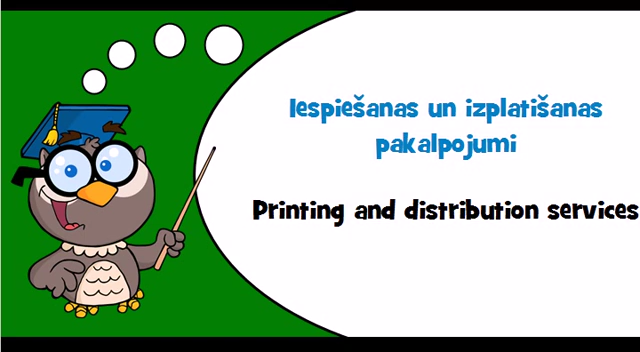 Iespiešanas un izplatišanas
pakalpojumi
Printing and distribution services